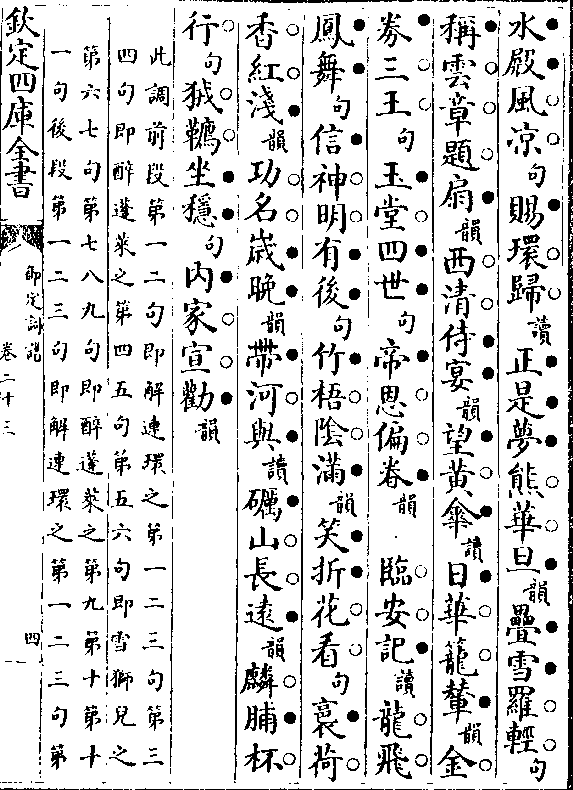 水殿風凉句賜環歸讀正是夢熊華旦韻疊雪羅輕句
稱雲章題扇韻西清侍宴韻望黄傘讀日華籠輦韻金
券三王句玉堂四世句帝恩偏眷韻 臨安記讀龍飛
鳳舞句信神明有後句竹梧陰滿韻笑折花看句裛荷
香紅淺韻功名歲晚韻帶河與讀礪山長逺韻麟脯杯
行句狨韉坐穩句内家宣勸韻
此調前段第一二句即解連環之第一二三句第三
四句即醉蓬萊之第四五句第五六句即雪獅兒之
第六七句第七八九句即醉蓬萊之第九第十第十
一句後段第一二三句即解連環之第一二三句第
欽定四庫全書
御定詞譜
卷二十三
四